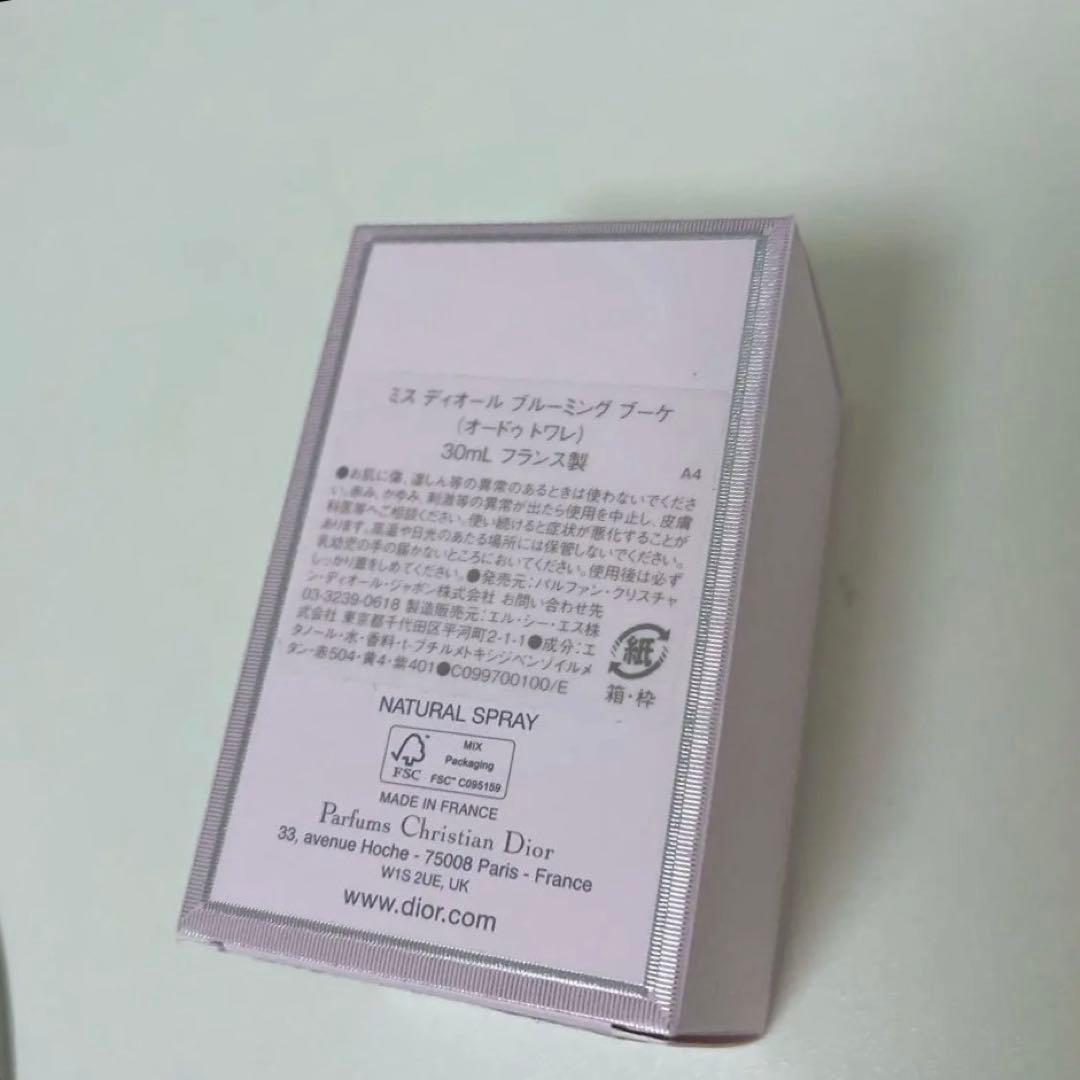 ミス ディオール ブルーミング ブーケ
(オードゥ トワレ)
30mL フランス製
A4
●お肌に傷、湿しん等の異常のあるときは使わないでくださ
い。赤み、かゆみ、刺激等の異常が出たら使用を中止し、皮膚
科医等へご相談ください。使い続けると症状が悪化することが
あります。高温や日光のあたる場所には保管しないでください。
乳幼児の手の届かないところにおいてください。使用後は必ず
しっかり蓋をしめてください。●発売元:パルファン・クリスチャ
ン・ディオール・ジャポン株式会社 お問い合わせ先
03-3239-0618 製造販売元:エル・シー・エス株
式会社 東京都千代田区平河町2-1-1●成分:エ
タノール・水・香料・t-ブチルメトキシジベンゾイルメ
タン・赤504・黄4・紫401●C099700100/E
紙
箱・枠
NATURAL SPRAY
FSC
MIX
Packaging
FSC™ C095159
MADE IN FRANCE
Parfums Christian Dior
33, avenue Hoche - 75008 Paris - France
W1S 2UE, UK
www.dior.com